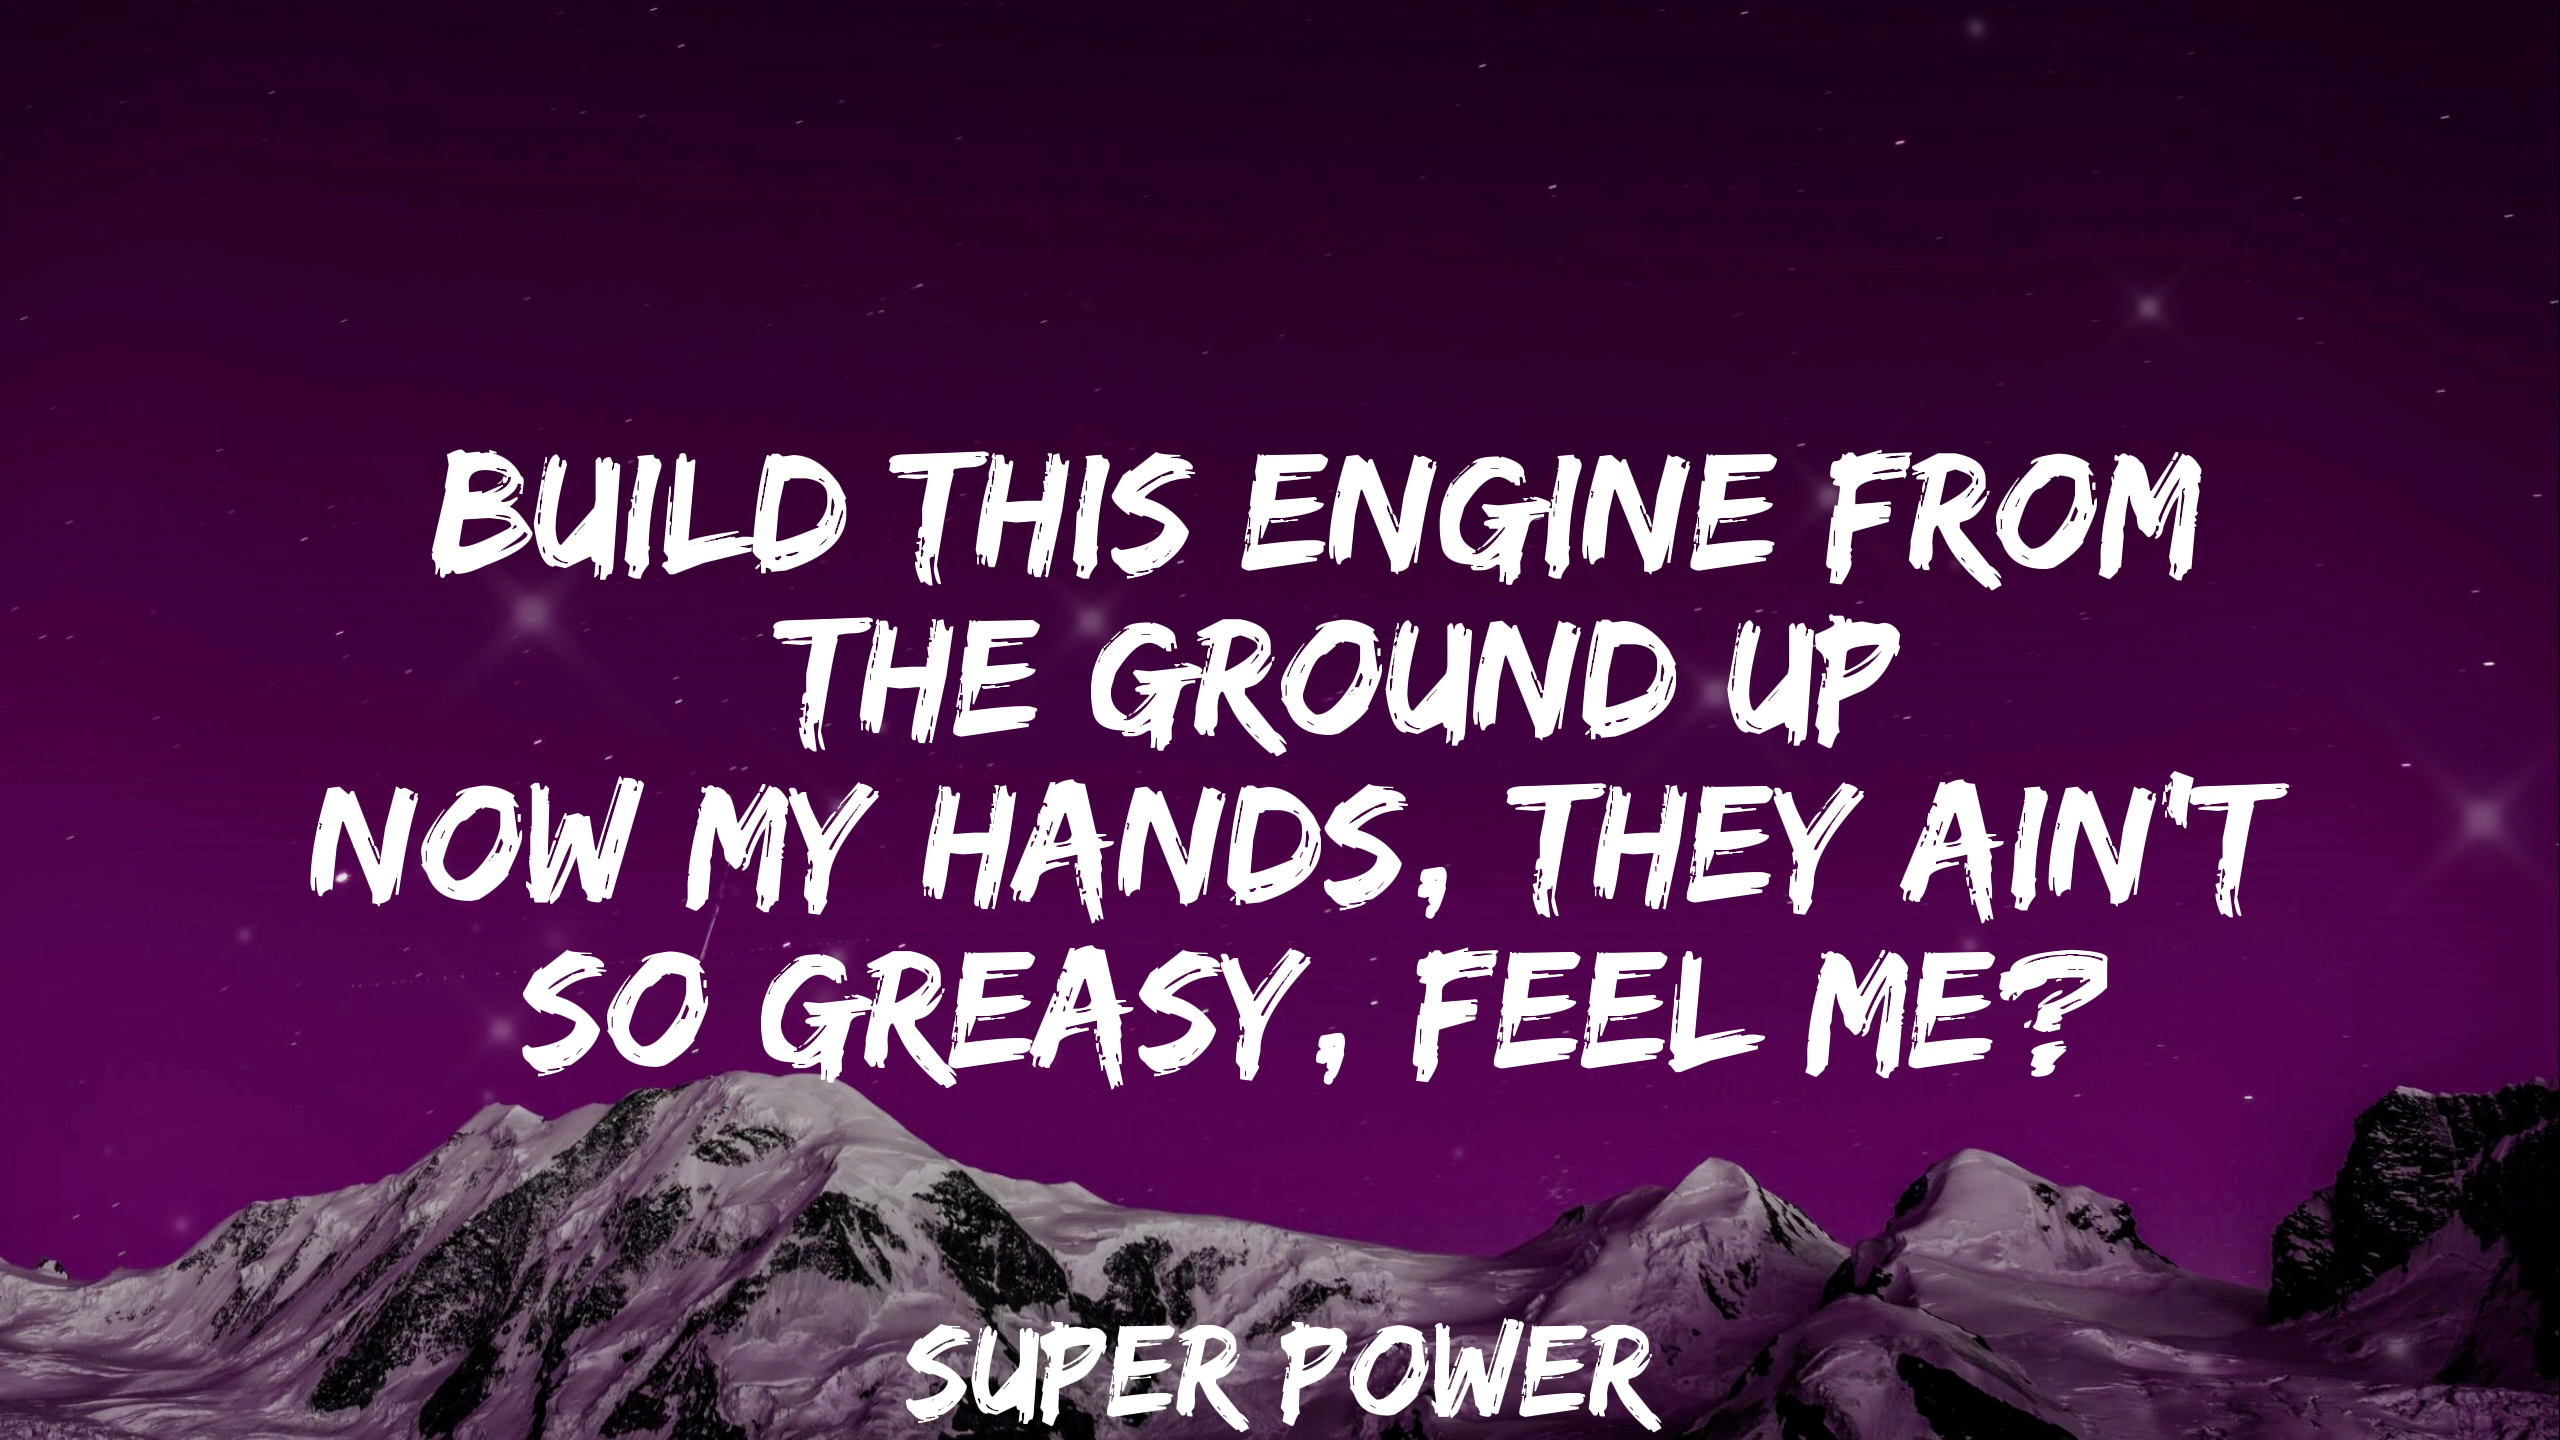 BUILD THIS ENGINE FROM
THE GROUND UP
NOW MY HANDS, THEY AIN'T
SO GREASY, FEEL ME?
SUPER POWER